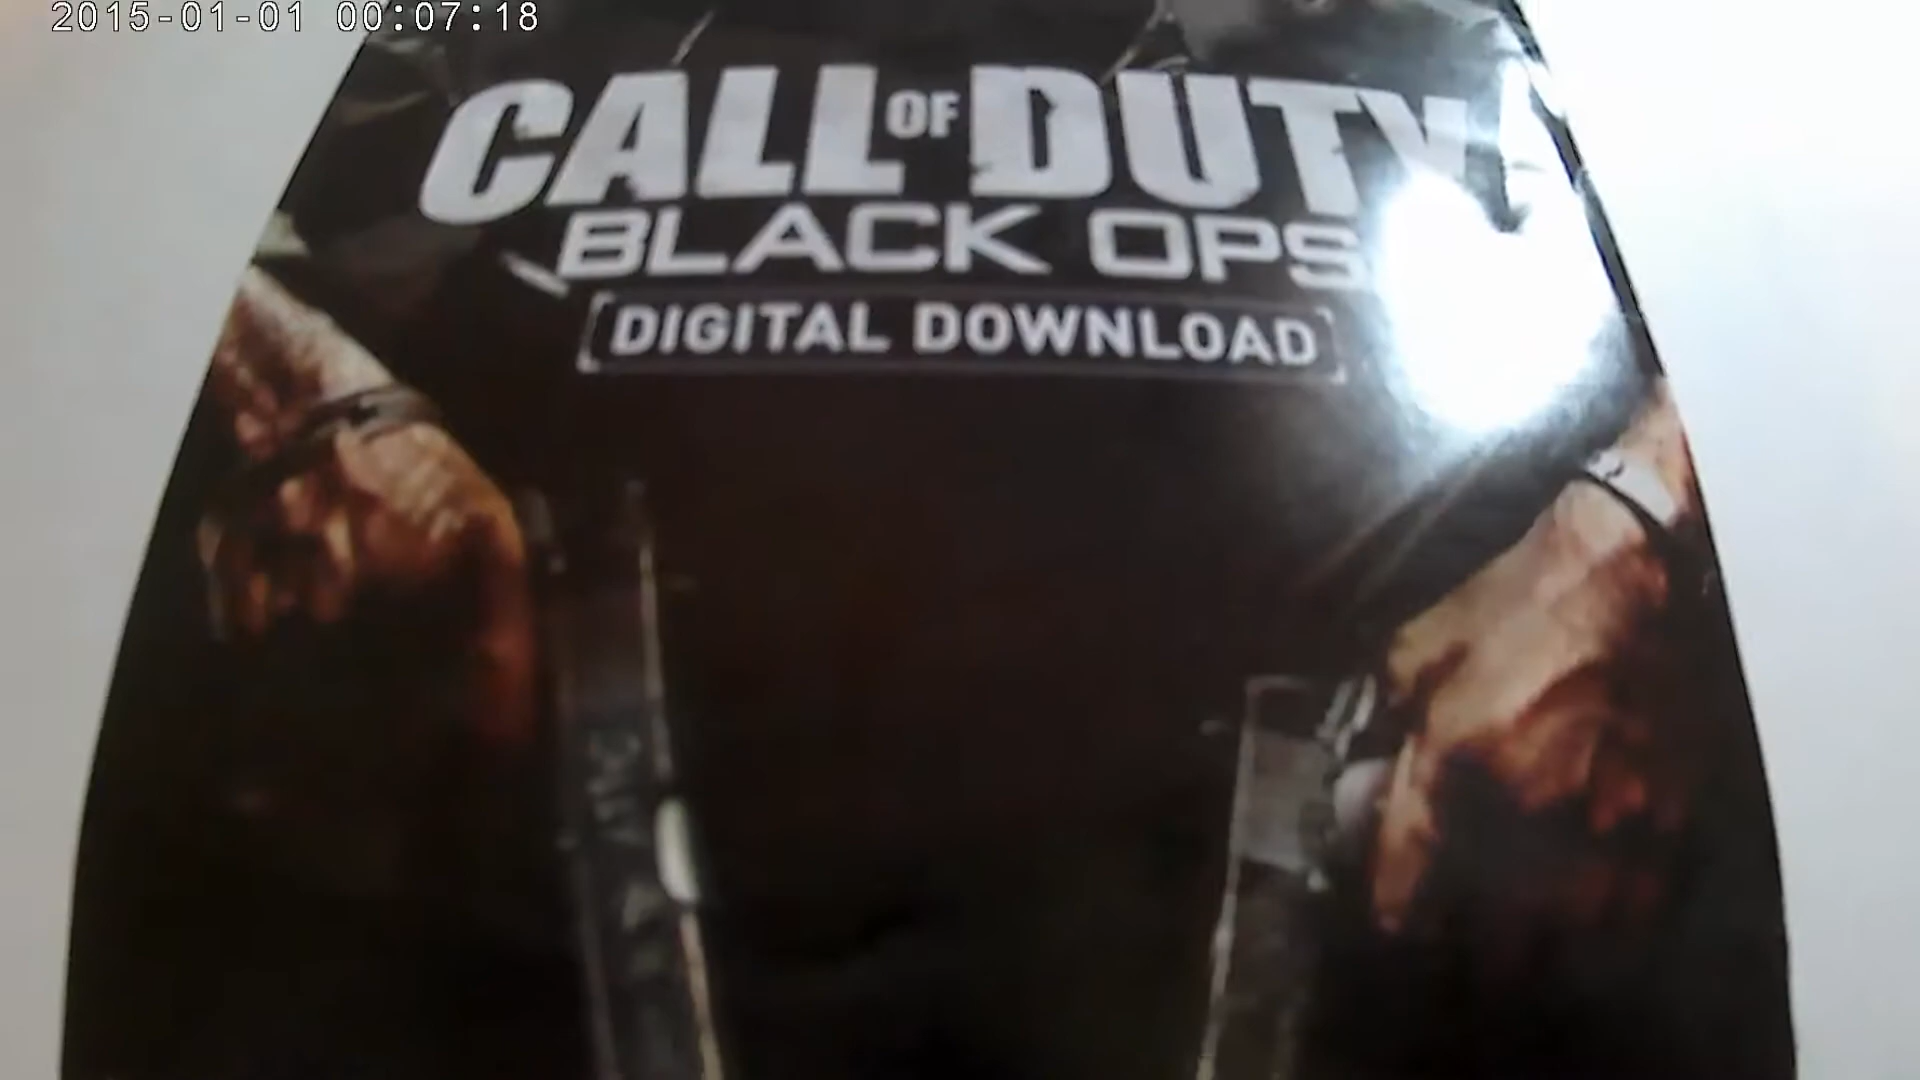 2015-01-01 00:07:18
CALL OF DUTY
BLACK OPS
DIGITAL DOWNLOAD